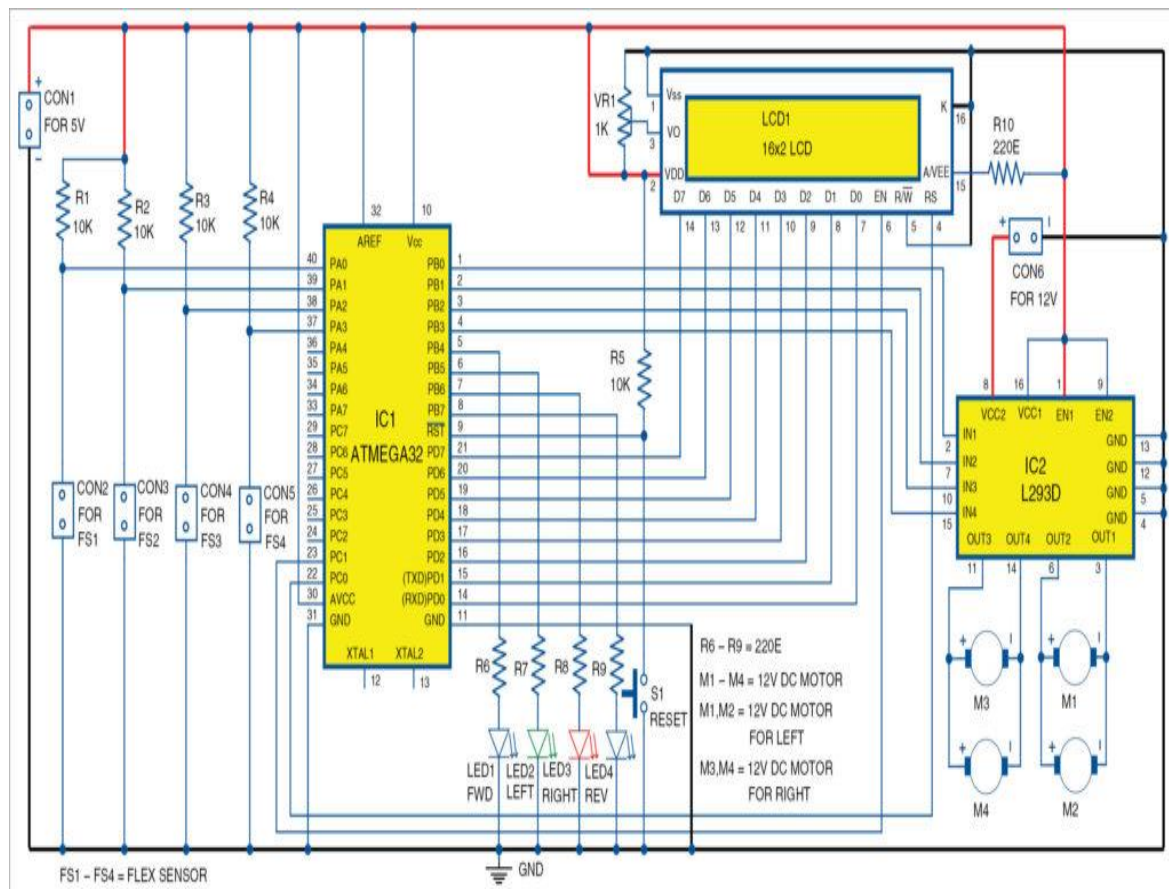 +
CON1
FOR 5V
−
R1
10K
R2
10K
R3
10K
R4
10K
32
10
AREF
Vcc
40
PA0
39
PA1
38
PA2
37
PA3
36
PA4
35
PA5
34
PA6
33
PA7
29
PC7
28
PC6
27
PC5
26
PC4
25
PC3
24
PC2
23
PC1
22
PC0
30
AVCC
31
GND
IC1
ATMEGA32
PB0
1
PB1
2
PB2
3
PB3
4
PB4
5
PB5
6
PB6
7
PB7
8
RST
9
PD7
21
PD6
20
PD5
19
PD4
18
PD3
17
PD2
16
(TXD)PD1
15
(RXD)PD0
14
GND
11
XTAL1
XTAL2
12
13
CON2
FOR
FS1
CON3
FOR
FS2
CON4
FOR
FS3
CON5
FOR
FS4
VR1
1K
Vss
1
VO
3
VDD
2
LCD1
16x2 LCD
K
16
A/VEE
15
D7
D6
D5
D4
D3
D2
D1
D0
EN
R/W
RS
14
13
12
11
10
9
8
7
6
5
4
R10
220E
R5
10K
+
−
CON6
FOR 12V
8
16
1
9
VCC2
VCC1
EN1
EN2
IN1
2
IN2
7
IN3
10
IN4
15
IC2
L293D
GND
13
GND
12
GND
5
GND
4
OUT3
OUT4
OUT2
OUT1
11
14
6
3
+
−
M3
+
−
M1
+
−
M4
+
−
M2
R6
R7
R8
R9
S1
RESET
LED1
FWD
LED2
LEFT
LED3
RIGHT
LED4
REV
R6 − R9 = 220E
M1 − M4 = 12V DC MOTOR
M1,M2 = 12V DC MOTOR
FOR LEFT
M3,M4 = 12V DC MOTOR
FOR RIGHT
GND
FS1 − FS4 = FLEX SENSOR